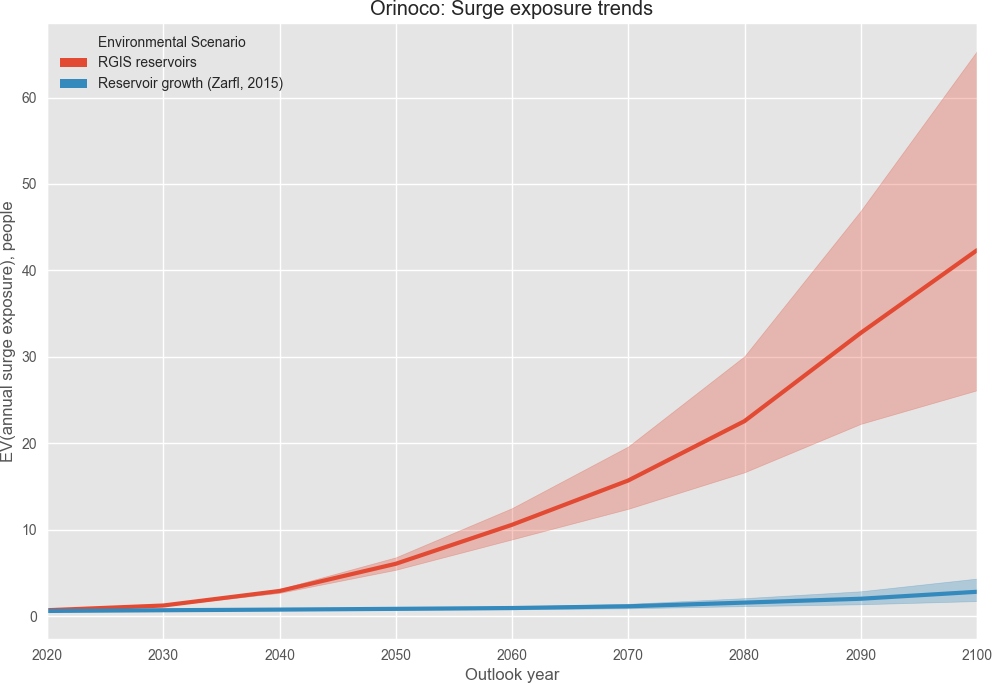 Orinoco: Surge exposure trends
Environmental Scenario
RGIS reservoirs
Reservoir growth (Zarfl, 2015)
EV(annual surge exposure), people
60
50
40
30
20
10
0
2020 2030 2040 2050 2060 2070 2080 2090 2100
Outlook year